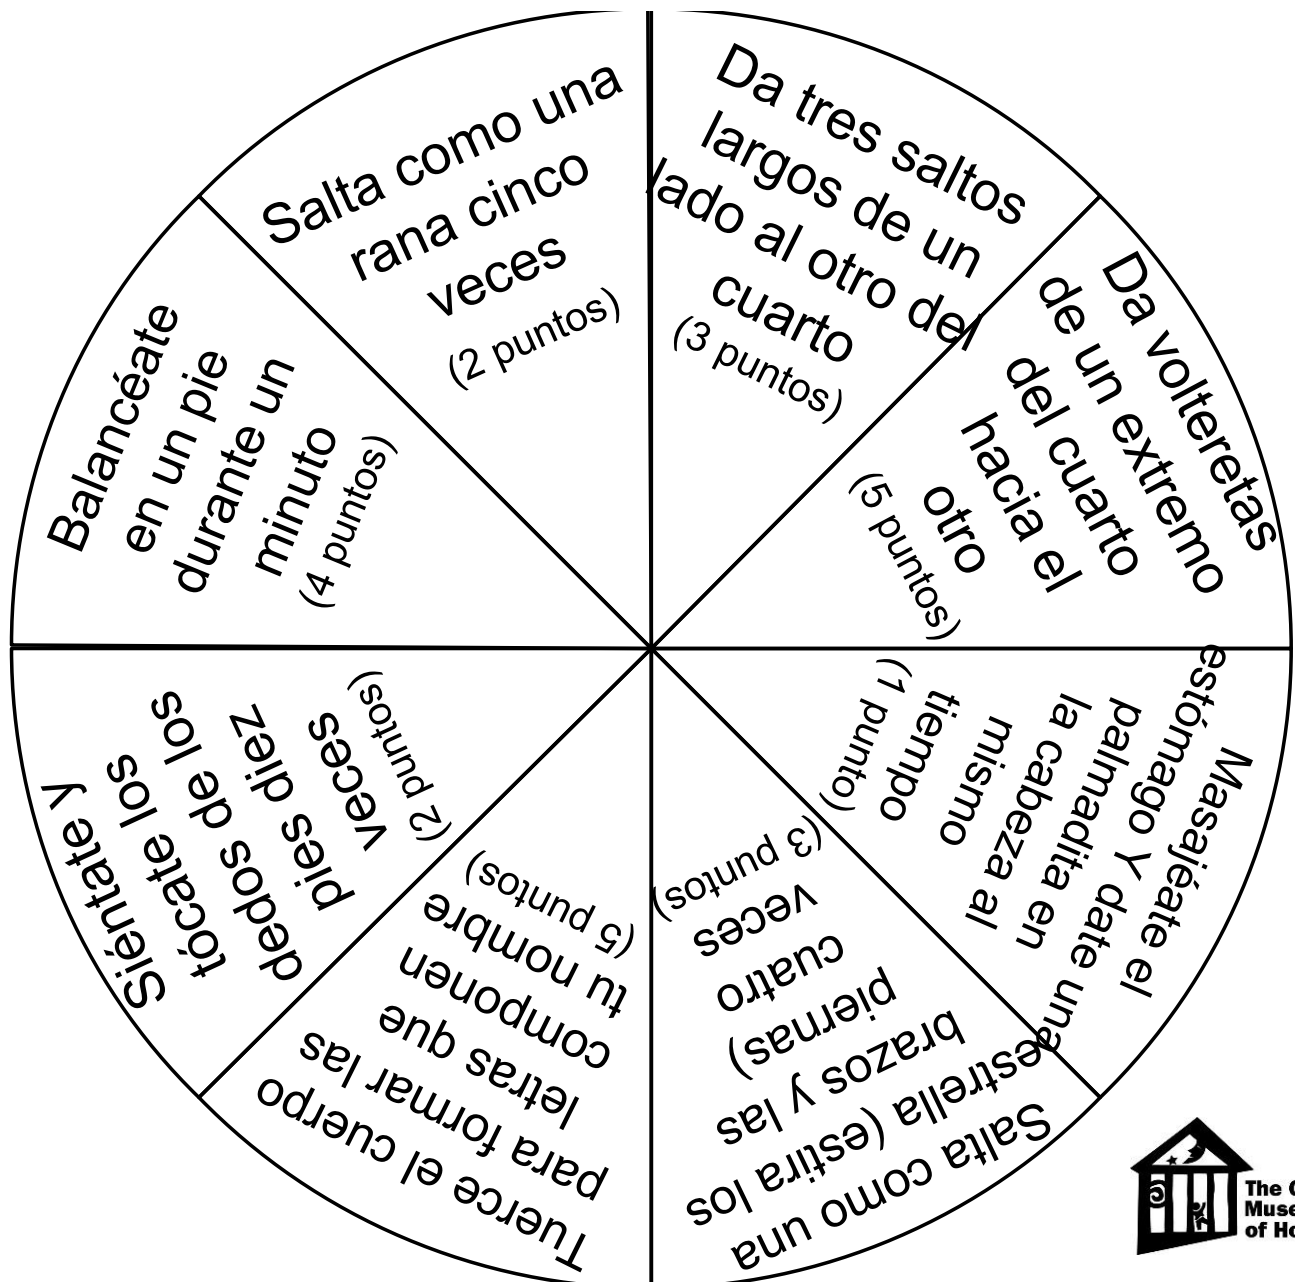 Salta como una
rana cinco
veces
(2 puntos)
Da tres saltos
largos de un
lado al otro del
cuarto
(3 puntos)
Da volteretas
de un extremo
del cuarto
hacia el
otro
(5 puntos)
Masajéate el
estómago Y date una
palmadita en
la cabeza al
mismo
tiempo
(1 punto)
Salta como una
estrella (estira los
brazos y las
piernas)
cuatro
veces
(3 puntos)
Tuerce el cuerpo
para formar las
letras que
componen
tu nombre
(5 puntos)
Siéntate y
tócate los
dedos de los
pies diez
veces
(2 puntos)
Balancéate
en un pie
durante un
minuto
(4 puntos)
The
of